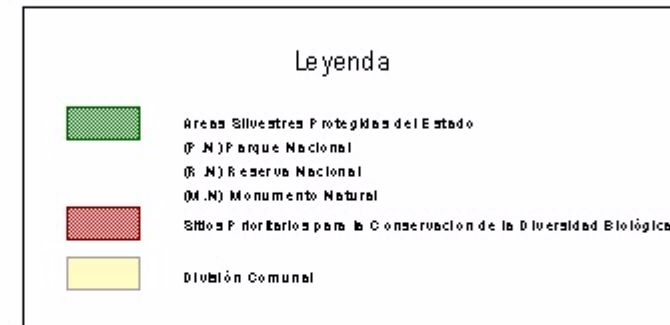 Leyenda
Areas Silvestres Protegidas del Estado
(P.N) Parque Nacional
(R.N) Reserva Nacional
(M.N) Monumento Natural
Sitios Prioritarios para la Conservacion de la Diversidad Biológica
División Comunal